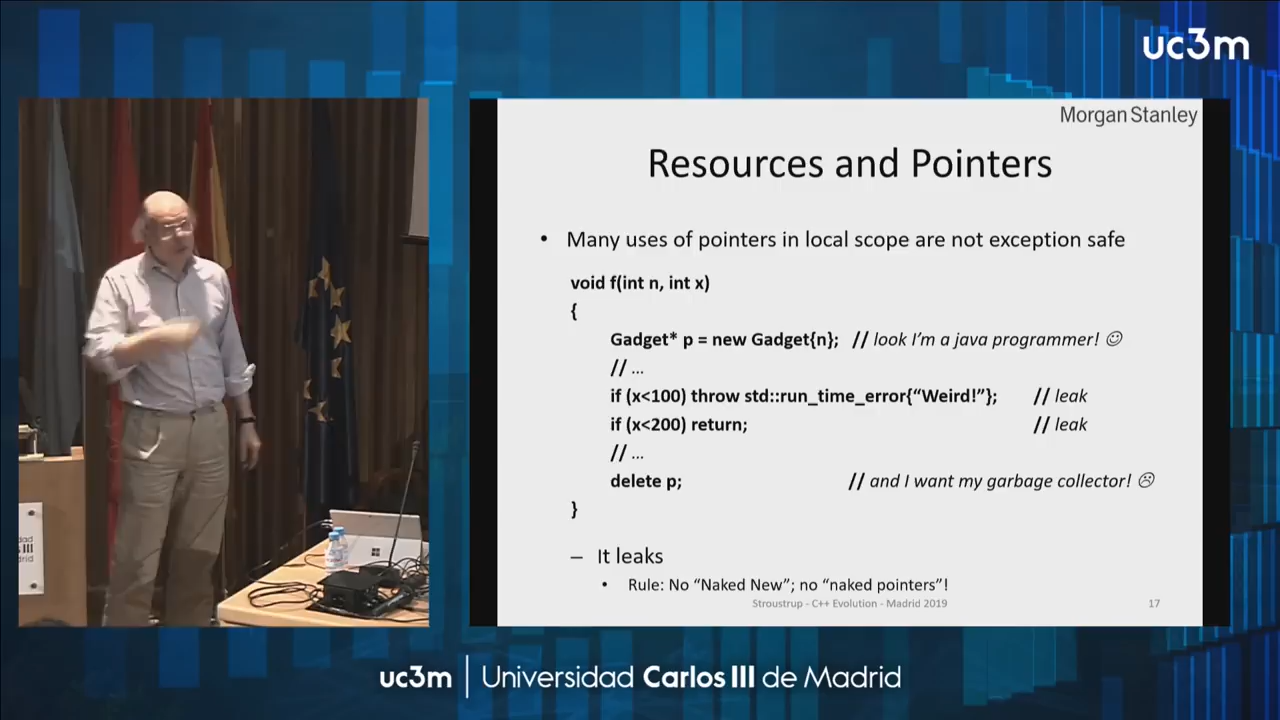 uc3m
Morgan Stanley
Resources and Pointers
• Many uses of pointers in local scope are not exception safe
void f(int n, int x)
{
Gadget* p = new Gadget{n}; // look I'm a java programmer! ☺
// ...
if (x<100) throw std::run_time_error{“Weird!”}; // leak
if (x<200) return; // leak
// ...
delete p; // and I want my garbage collector! ☹
}
– It leaks
• Rule: No “Naked New”; no “naked pointers”!
Stroustrup - C++ Evolution - Madrid 2019 17
uc3m | Universidad Carlos III de Madrid